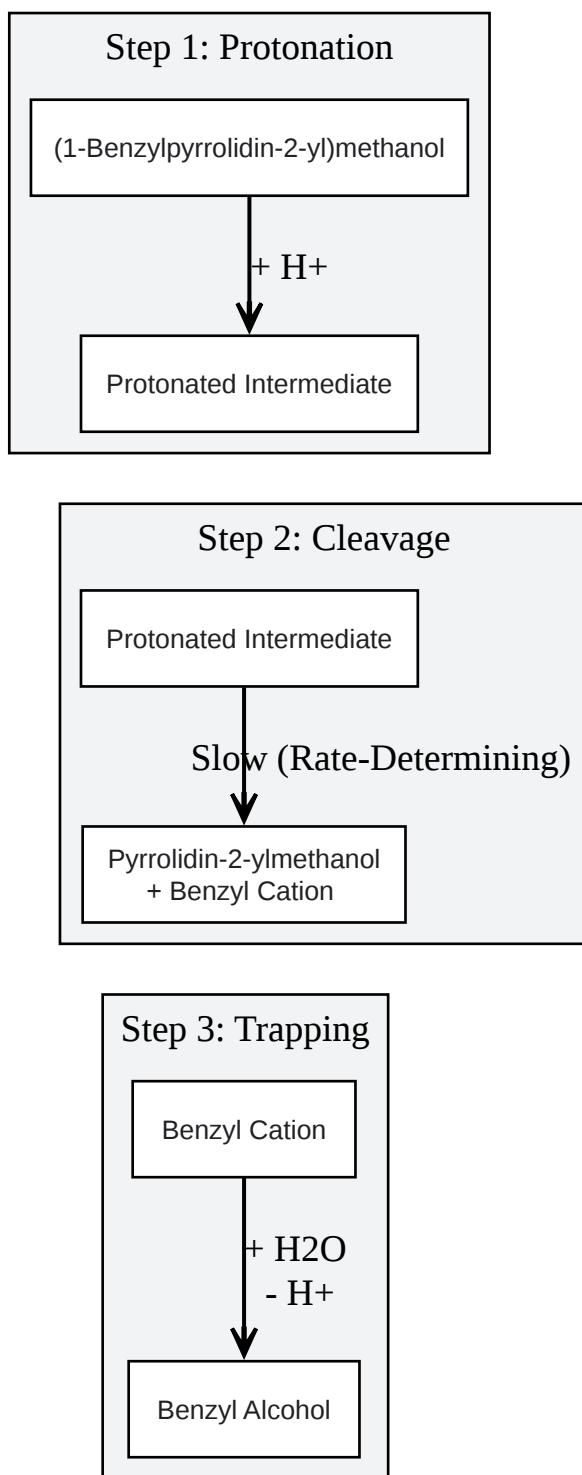 Step 1: Protonation
(1-Benzylpyrrolidin-2-yl)methanol
+ H+
Protonated Intermediate
Step 2: Cleavage
Protonated Intermediate
Slow (Rate-Determining)
Pyrrolidin-2-ylmethanol
+ Benzyl Cation
Step 3: Trapping
Benzyl Cation
+ H2O
- H+
Benzyl Alcohol